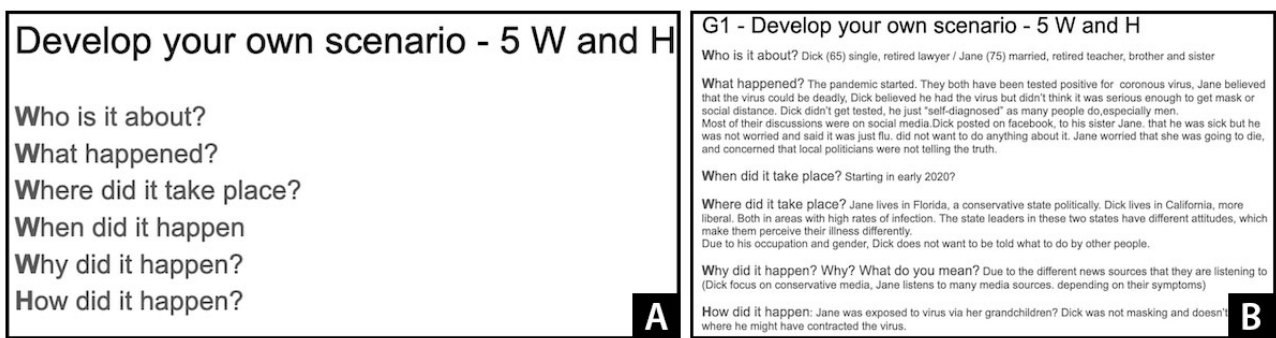 Develop your own scenario - 5 W and H
Who is it about?
What happened?
Where did it take place?
When did it happen
Why did it happen?
How did it happen?
A
G1 - Develop your own scenario - 5 W and H
Who is it about? Dick (65) single, retired lawyer / Jane (75) married, retired teacher, brother and sister
What happened? The pandemic started. They both have been tested positive for coronous virus, Jane believed
that the virus could be deadly, Dick believed he had the virus but didn't think it was serious enough to get mask or
social distance. Dick didn't get tested, he just "self-diagnosed" as many people do,especially men.
Most of their discussions were on social media.Dick posted on facebook, to his sister Jane. that he was sick but he
was not worried and said it was just flu. did not want to do anything about it. Jane worried that she was going to die,
and concerned that local politicians were not telling the truth.
When did it take place? Starting in early 2020?
Where did it take place? Jane lives in Florida, a conservative state politically. Dick lives in California, more
liberal. Both in areas with high rates of infection. The state leaders in these two states have different attitudes, which
make them perceive their illness differently.
Due to his occupation and gender, Dick does not want to be told what to do by other people.
Why did it happen? Why? What do you mean? Due to the different news sources that they are listening to
(Dick focus on conservative media, Jane listens to many media sources. depending on their symptoms)
How did it happen: Jane was exposed to virus via her grandchildren? Dick was not masking and doesn't
where he might have contracted the virus.
B